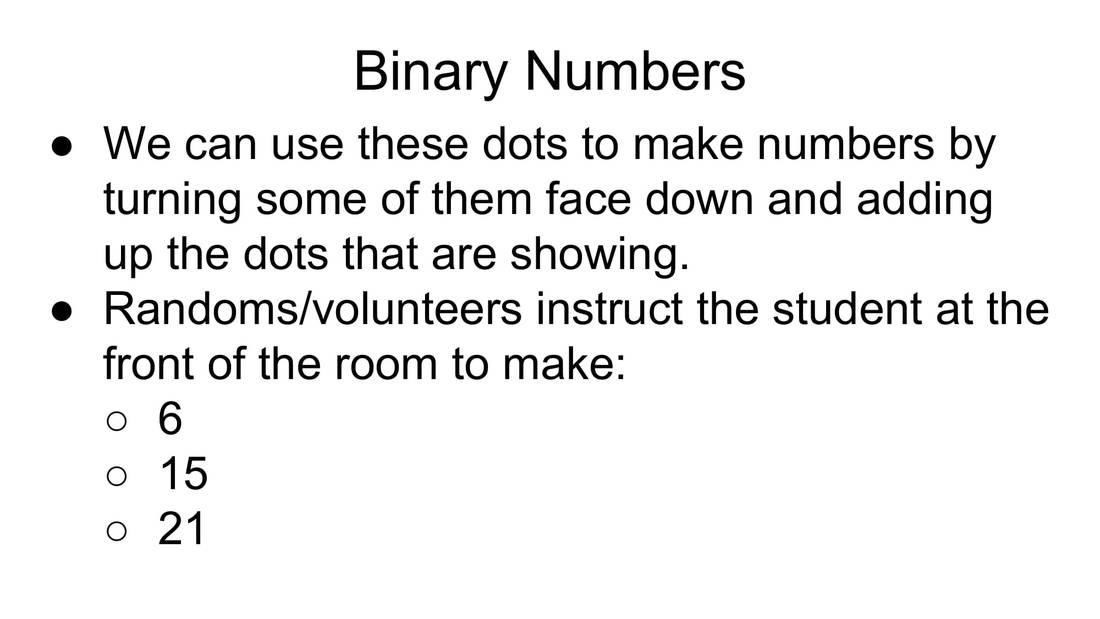 Binary Numbers
● We can use these dots to make numbers by
turning some of them face down and adding
up the dots that are showing.
● Randoms/volunteers instruct the student at the
front of the room to make:
○ 6
○ 15
○ 21